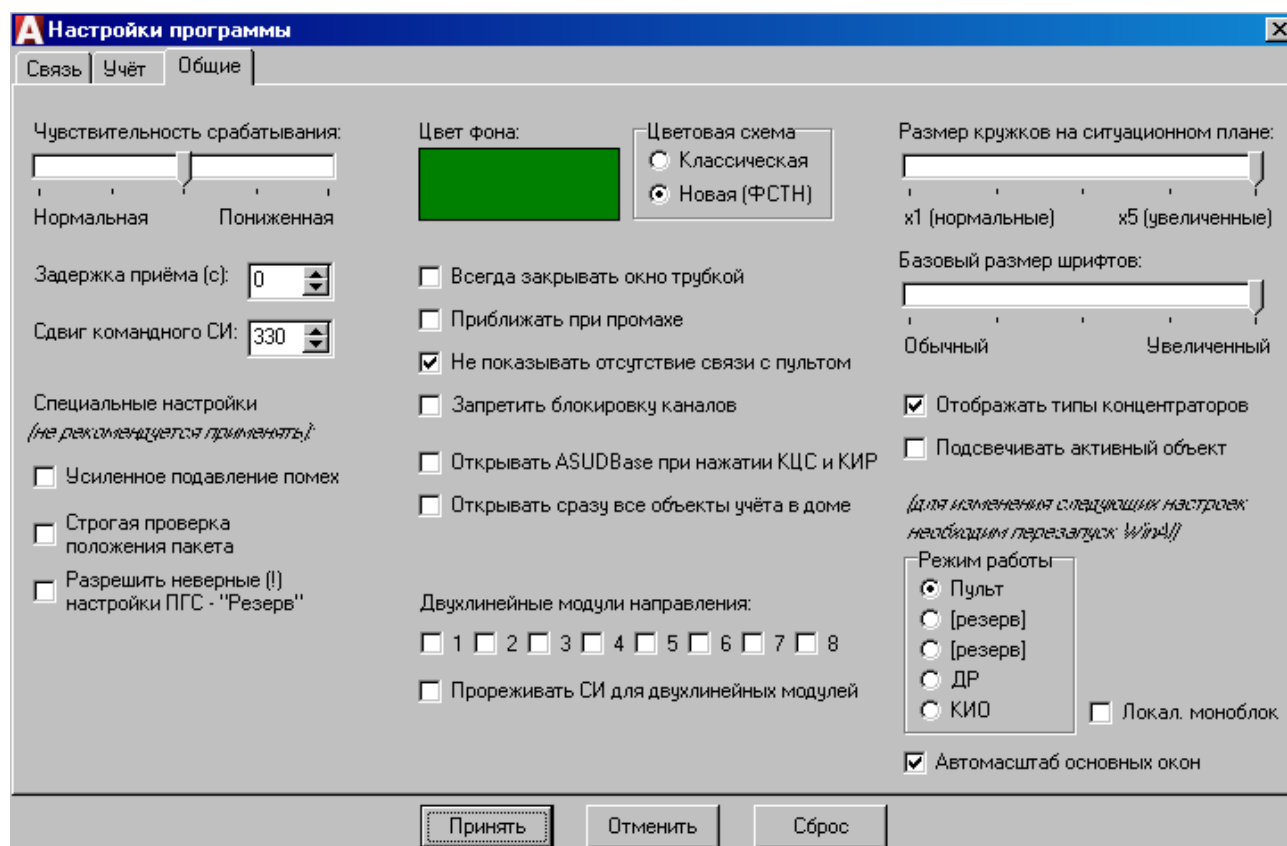 Настройки программы
Связь
Учёт
Общие
Чувствительность срабатывания:
Нормальная
Пониженная
Задержка приёма (с):
0
Сдвиг командного СИ:
330
Специальные настройки
(не рекомендуется применять):
Усиленное подавление помех
Строгая проверка
положения пакета
Разрешить неверные (!)
настройки ПГС - "Резерв"
Цвет фона:
Цветовая схема
Классическая
Новая (ФСТН)
Всегда закрывать окно трубкой
Приближать при промахе
Не показывать отсутствие связи с пультом
Запретить блокировку каналов
Открывать ASUDBase при нажатии КЦС и КИР
Открывать сразу все объекты учёта в доме
Двухлинейные модули направления:
1 2 3 4 5 6 7 8
Прореживать СИ для двухлинейных модулей
Размер кружков на ситуационном плане:
x1 (нормальные)
x5 (увеличенные)
Базовый размер шрифтов:
Обычный
Увеличенный
Отображать типы концентраторов
Подсвечивать активный объект
(для изменения следующих настроек
необходим перезапуск WinAll)
Режим работы
Пульт
[резерв]
[резерв]
ДР
КИО
Локал. моноблок
Автомасштаб основных окон
Принять
Отменить
Сброс